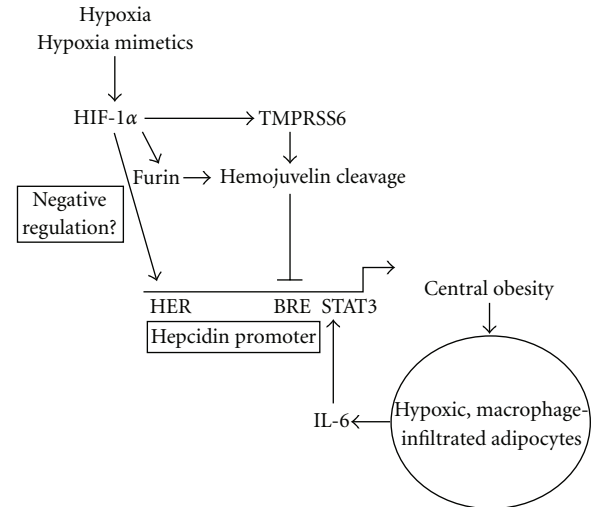 Hypoxia
Hypoxia mimetics
HIF-1α
TMPRSS6
Furin
Hemojuvelin cleavage
Negative
regulation?
HER
BRE
STAT3
Hepcidin promoter
Central obesity
Hypoxic, macrophage-
infiltrated adipocytes
IL-6